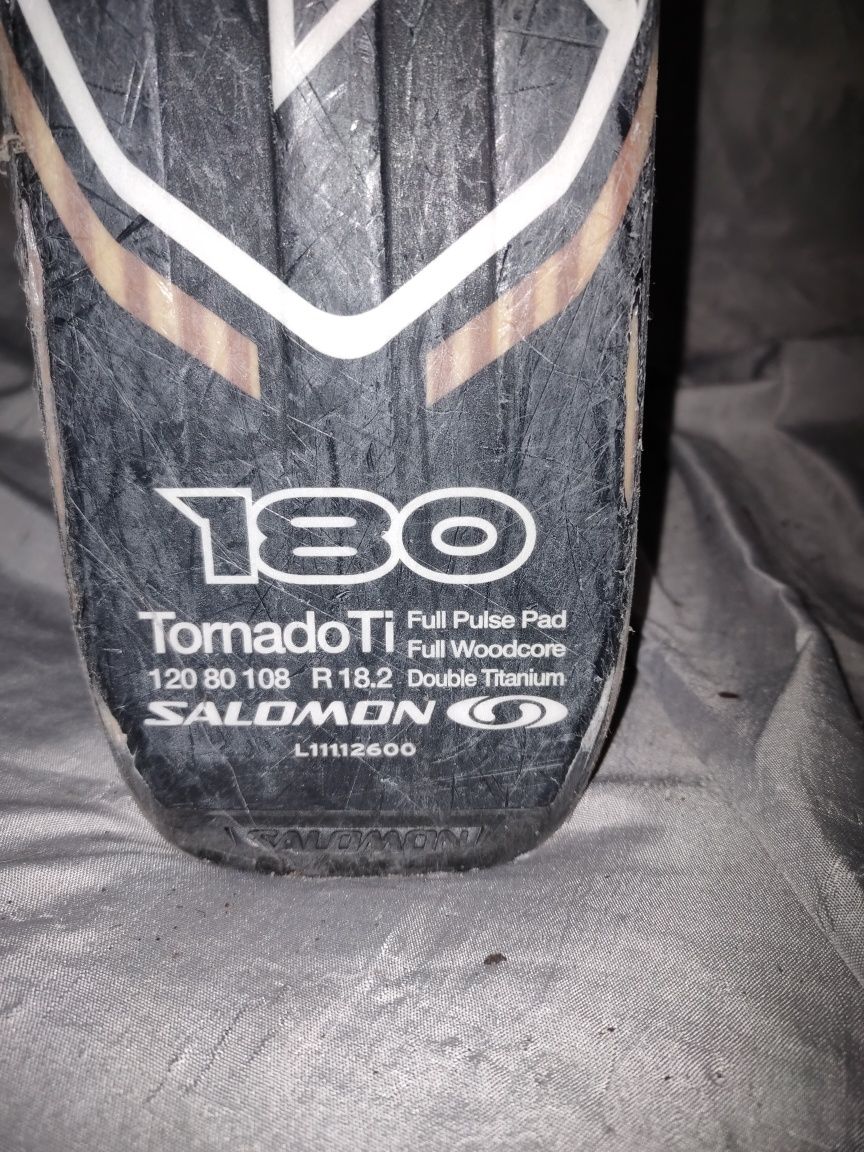 180
TornadoTi Full Pulse Pad
Full Woodcore
120 80 108 R 18.2 Double Titanium
SALOMON
L11112600
SALOMON